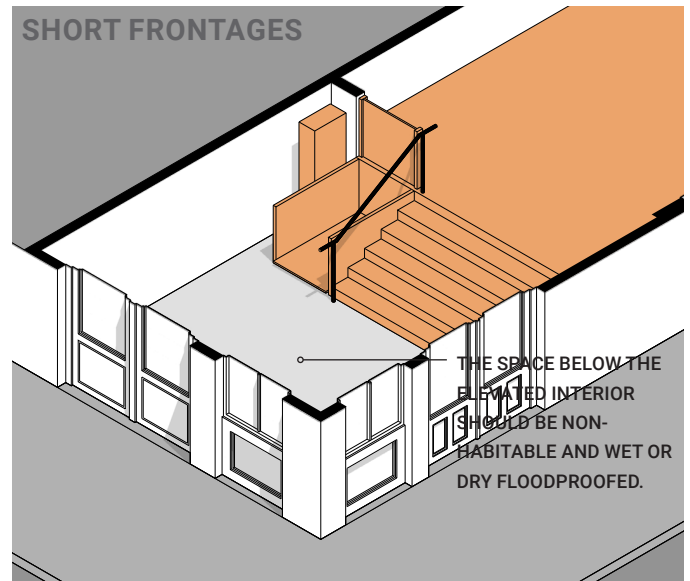 SHORT FRONTAGES
THE SPACE BELOW THE
ELEVATED INTERIOR
SHOULD BE NON-
HABITABLE AND WET OR
DRY FLOODPROOFED.